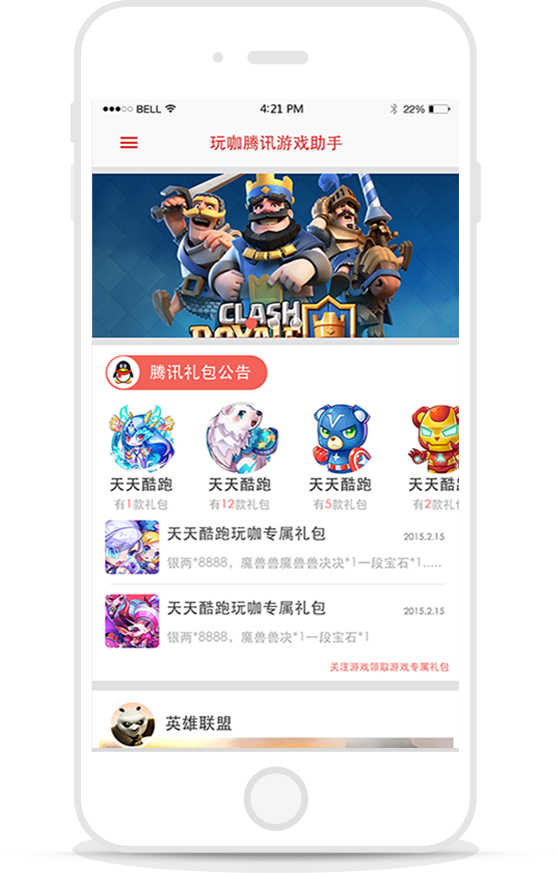 BELL 4:21 PM 22%
玩咖腾讯游戏助手
CLASH
ROYALE
腾讯礼包公告
天天酷跑 天天酷跑 天天酷跑 天天酷
有1款礼包 有12款礼包 有5款礼包 有2款礼
天天酷跑玩咖专属礼包 2015.2.15
银两*8888，魔兽兽魔兽兽决决*1一段宝石*1.....
天天酷跑玩咖专属礼包 2015.2.15
银两*8888，魔兽兽决*1一段宝石*1
关注游戏领取游戏专属礼包
英雄联盟